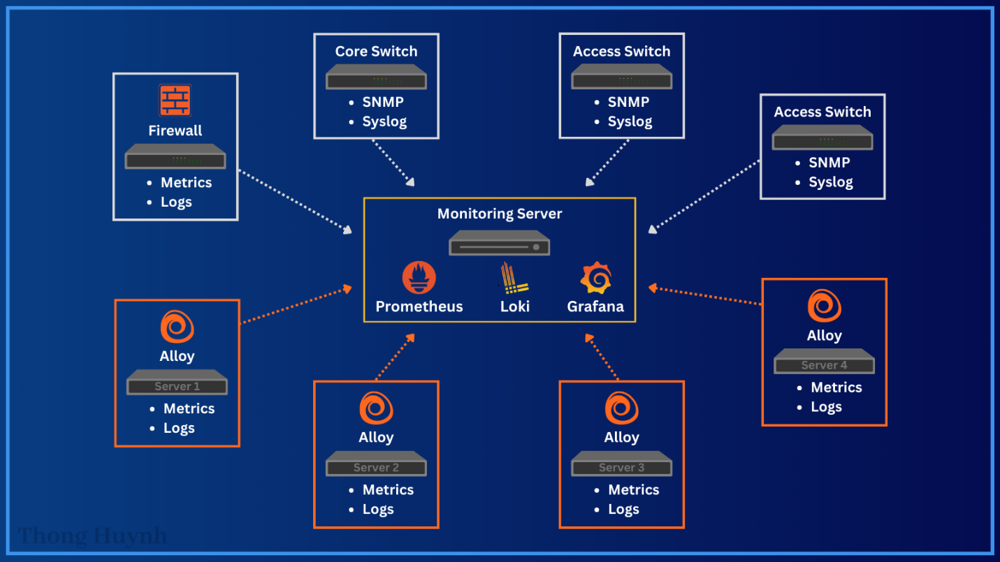 Core Switch
• SNMP
• Syslog
Access Switch
• SNMP
• Syslog
Firewall
• Metrics
• Logs
Access Switch
• SNMP
• Syslog
Monitoring Server
Prometheus
Loki
Grafana
Alloy
Server 1
• Metrics
• Logs
Alloy
Server 2
• Metrics
• Logs
Alloy
Server 3
• Metrics
• Logs
Alloy
Server 4
• Metrics
• Logs
Thong Huynh